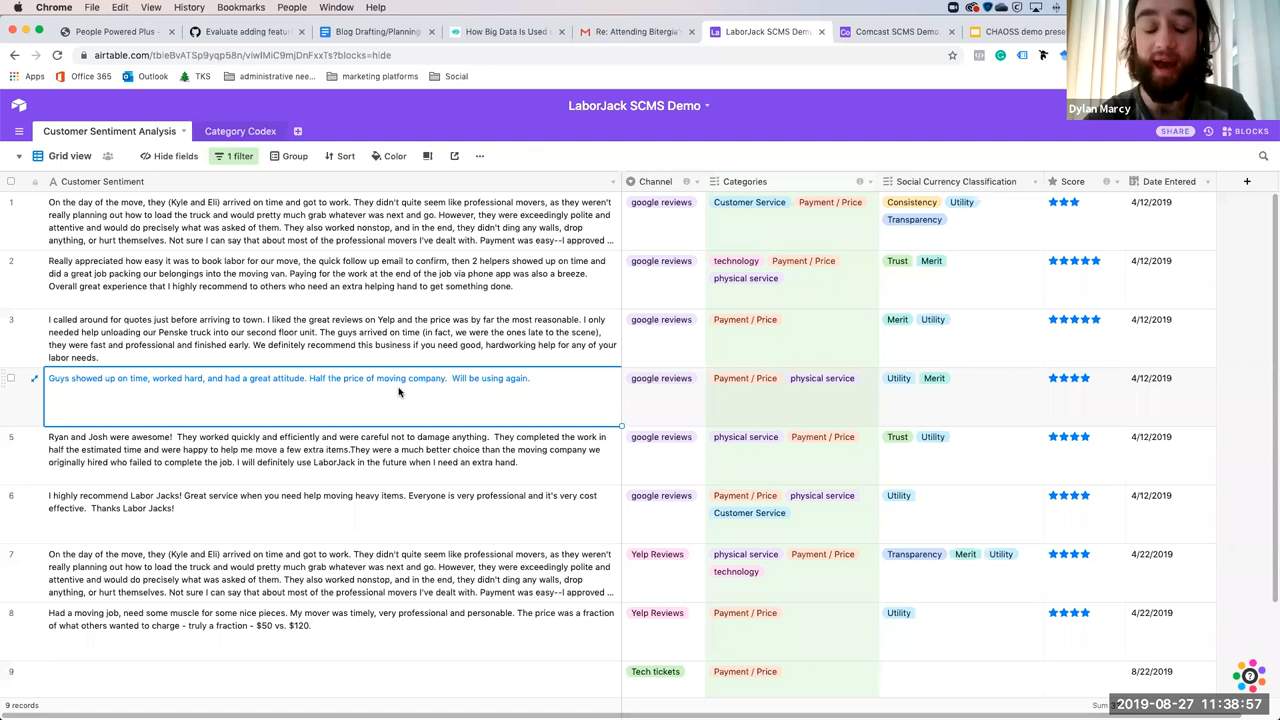 Chrome File Edit View History Bookmarks People Window Help
People Powered Plus -
Evaluate adding featur
Blog Drafting/Planning
How Big Data Is Used
Re: Attending Bitergia'
LaborJack SCMS Demo
Comcast SCMS Demo
CHAOSS demo prese
airtable.com/tbleBvATSp9yqp58n/viwIMiC9mjDnFxxTs?blocks=hide
Apps Office 365 Outlook TKS administrative nee... marketing platforms Social
Dylan Marcy
LaborJack SCMS Demo
Customer Sentiment Analysis Category Codex
SHARE BLOCKS
Grid view Hide fields 1 filter Group Sort Color
Customer Sentiment Channel Categories Social Currency Classification Score Date Entered
1 On the day of the move, they (Kyle and Eli) arrived on time and got to work. They didn't quite seem like professional movers, as they weren't
really planning out how to load the truck and would pretty much grab whatever was next and go. However, they were exceedingly polite and
attentive and would do precisely what was asked of them. They also worked nonstop, and in the end, they didn't ding any walls, drop
anything, or hurt themselves. Not sure I can say that about most of the professional movers I've dealt with. Payment was easy--I approved ...
google reviews Customer Service Payment / Price Consistency Utility 4/12/2019
Transparency
2 Really appreciated how easy it was to book labor for our move, the quick follow up email to confirm, then 2 helpers showed up on time and
did a great job packing our belongings into the moving van. Paying for the work at the end of the job via phone app was also a breeze.
Overall great experience that I highly recommend to others who need an extra helping hand to get something done.
google reviews technology Payment / Price Trust Merit 4/12/2019
physical service
3 I called around for quotes just before arriving to town. I liked the great reviews on Yelp and the price was by far the most reasonable. I only
needed help unloading our Penske truck into our second floor unit. The guys arrived on time (in fact, we were the ones late to the scene),
they were fast and professional and finished early. We definitely recommend this business if you need good, hardworking help for any of your
labor needs.
google reviews Payment / Price Merit Utility 4/12/2019
Guys showed up on time, worked hard, and had a great attitude. Half the price of moving company. Will be using again.
google reviews Payment / Price physical service Utility Merit 4/12/2019
5 Ryan and Josh were awesome! They worked quickly and efficiently and were careful not to damage anything. They completed the work in
half the estimated time and were happy to help me move a few extra items.They were a much better choice than the moving company we
originally hired who failed to complete the job. I will definitely use LaborJack in the future when I need an extra hand.
google reviews physical service Payment / Price Trust Utility 4/12/2019
6 I highly recommend Labor Jacks! Great service when you need help moving heavy items. Everyone is very professional and it's very cost
effective. Thanks Labor Jacks!
google reviews Payment / Price physical service Utility 4/12/2019
Customer Service
7 On the day of the move, they (Kyle and Eli) arrived on time and got to work. They didn't quite seem like professional movers, as they weren't
really planning out how to load the truck and would pretty much grab whatever was next and go. However, they were exceedingly polite and
attentive and would do precisely what was asked of them. They also worked nonstop, and in the end, they didn't ding any walls, drop
anything, or hurt themselves. Not sure I can say that about most of the professional movers I've dealt with. Payment was easy--I approved ...
Yelp Reviews physical service Payment / Price Transparency Merit Utility 4/22/2019
technology
8 Had a moving job, need some muscle for some nice pieces. My mover was timely, very professional and personable. The price was a fraction
of what others wanted to charge - truly a fraction - $50 vs. $120.
Yelp Reviews Payment / Price Utility 4/22/2019
9 Tech tickets Payment / Price 8/22/2019
9 records Sum
2019-08-27 11:38:57